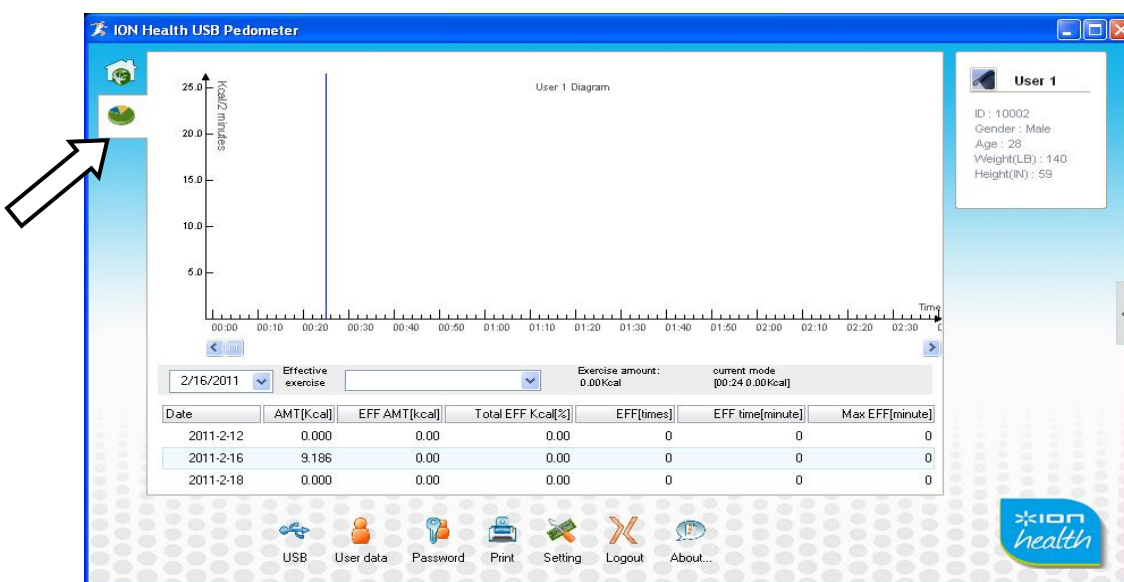 ION Health USB Pedometer
User 1 Diagram
Kcal/2 minutes
25.0
20.0
15.0
10.0
5.0
Time
00:00 00:10 00:20 00:30 00:40 00:50 01:00 01:10 01:20 01:30 01:40 01:50 02:00 02:10 02:20 02:30
User 1
ID : 10002
Gender : Male
Age : 28
Weight(LB) : 140
Height(IN) : 59
2/16/2011
Effective exercise
Exercise amount: 0.00Kcal
current mode [00:24 0.00Kcal]
Date AMT[Kcal] EFF AMT[kcal] Total EFF Kcal[%] EFF[times] EFF time[minute] Max EFF[minute]
2011-2-12 0.000 0.00 0.00 0 0 0
2011-2-16 9.186 0.00 0.00 0 0 0
2011-2-18 0.000 0.00 0.00 0 0 0
USB User data Password Print Setting Logout About...
ion
health